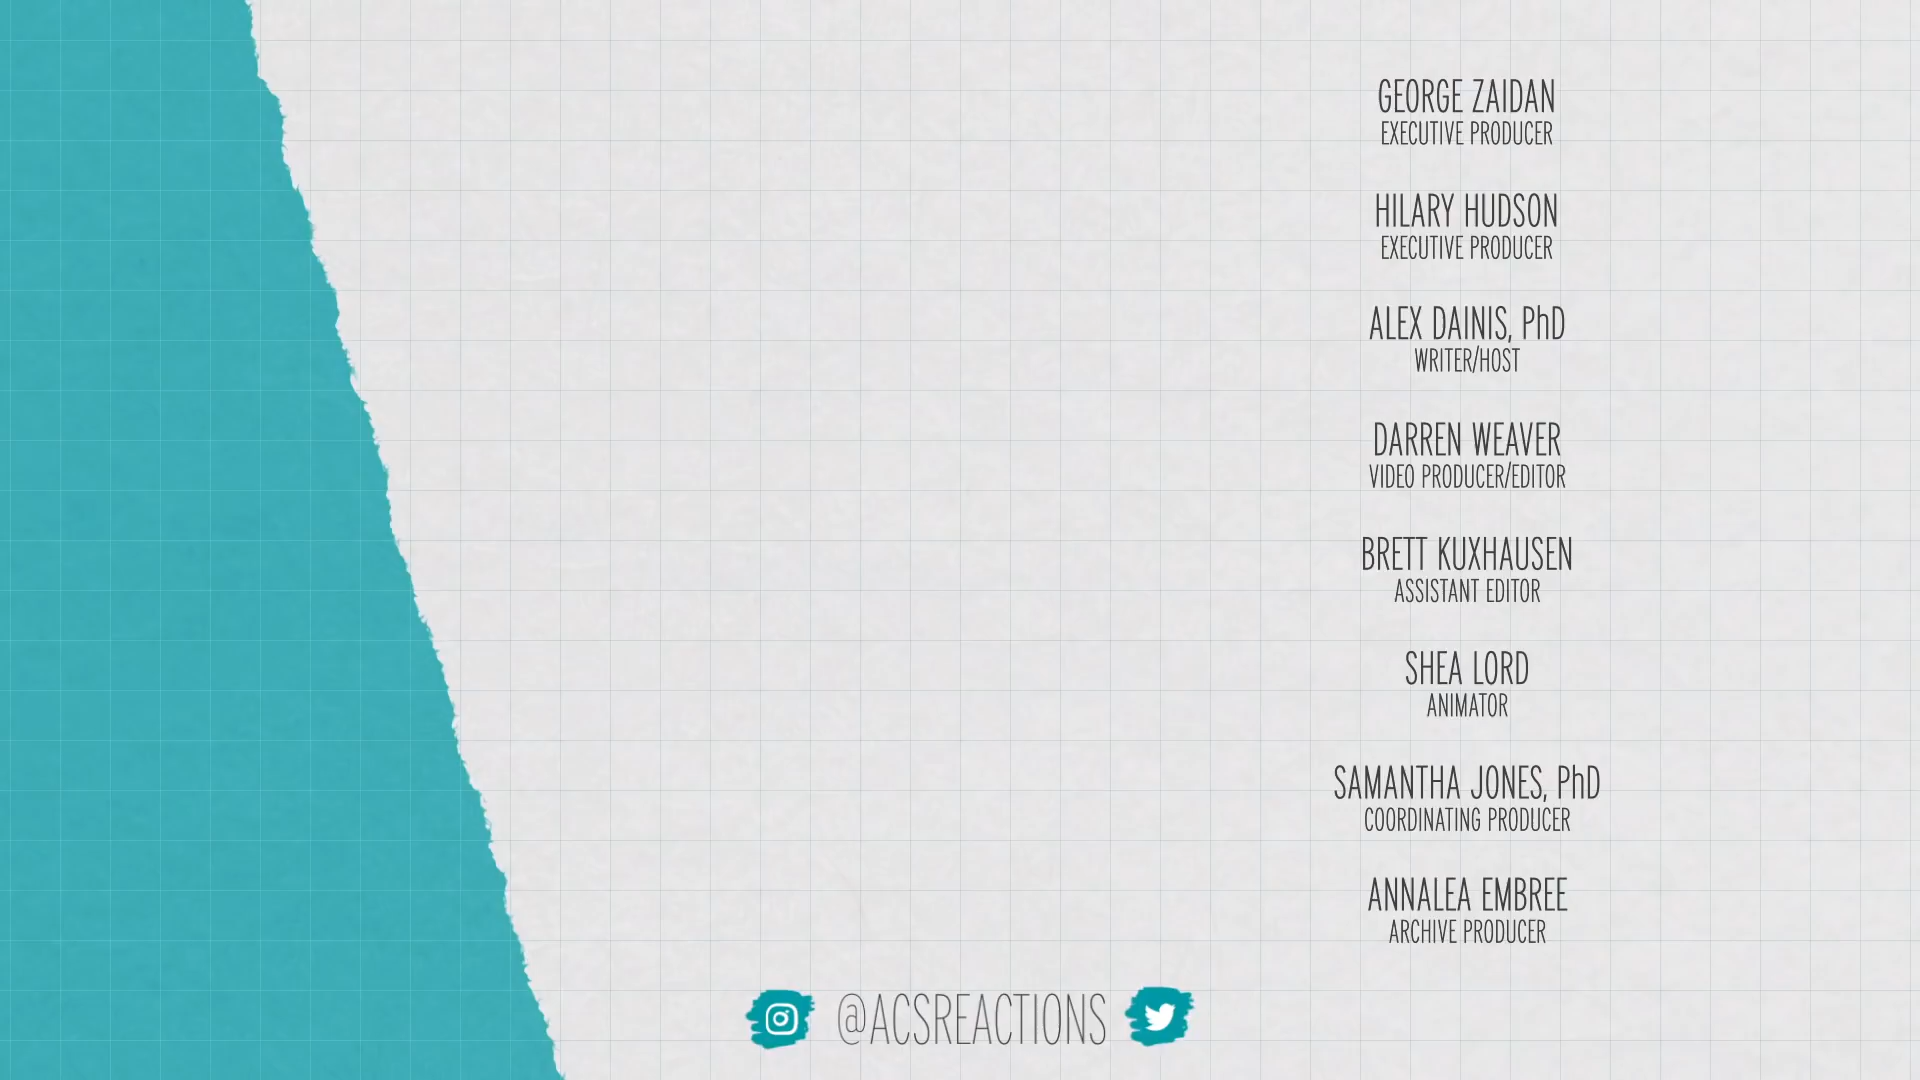 GEORGE ZAIDAN
EXECUTIVE PRODUCER
HILARY HUDSON
EXECUTIVE PRODUCER
ALEX DAINIS, PhD
WRITER/HOST
DARREN WEAVER
VIDEO PRODUCER/EDITOR
BRETT KUXHAUSEN
ASSISTANT EDITOR
SHEA LORD
ANIMATOR
SAMANTHA JONES, PhD
COORDINATING PRODUCER
ANNALEA EMBREE
ARCHIVE PRODUCER
@ACSREACTIONS